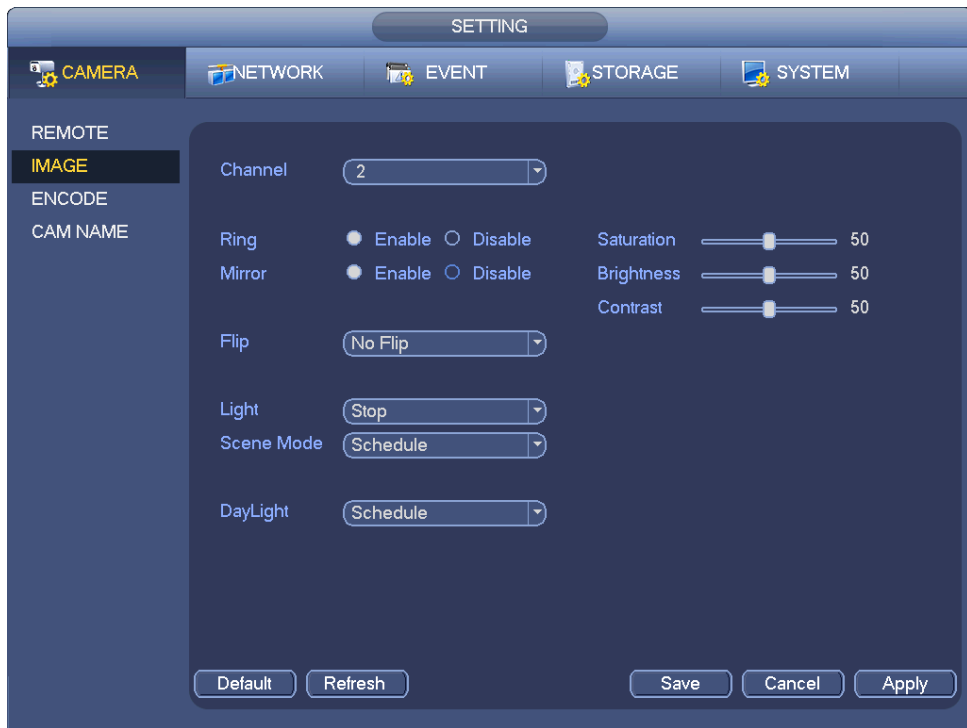 SETTING
CAMERA NETWORK EVENT STORAGE SYSTEM
REMOTE
IMAGE
ENCODE
CAM NAME
Channel 2
Ring Enable Disable Saturation 50
Mirror Enable Disable Brightness 50
Contrast 50
Flip No Flip
Light Stop
Scene Mode Schedule
DayLight Schedule
Default Refresh Save Cancel Apply